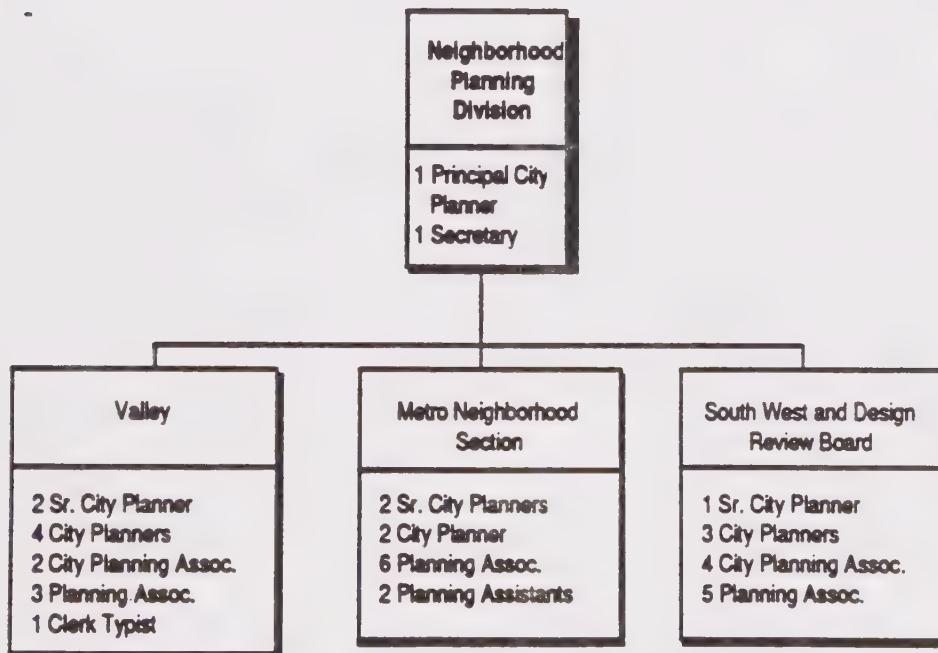 Neighborhood
Planning
Division
1 Principal City
Planner
1 Secretary
Valley
2 Sr. City Planner
4 City Planners
2 City Planning Assoc.
3 Planning Assoc.
1 Clerk Typist
Metro Neighborhood
Section
2 Sr. City Planners
2 City Planner
6 Planning Assoc.
2 Planning Assistants
South West and Design
Review Board
1 Sr. City Planner
3 City Planners
4 City Planning Assoc.
5 Planning Assoc.